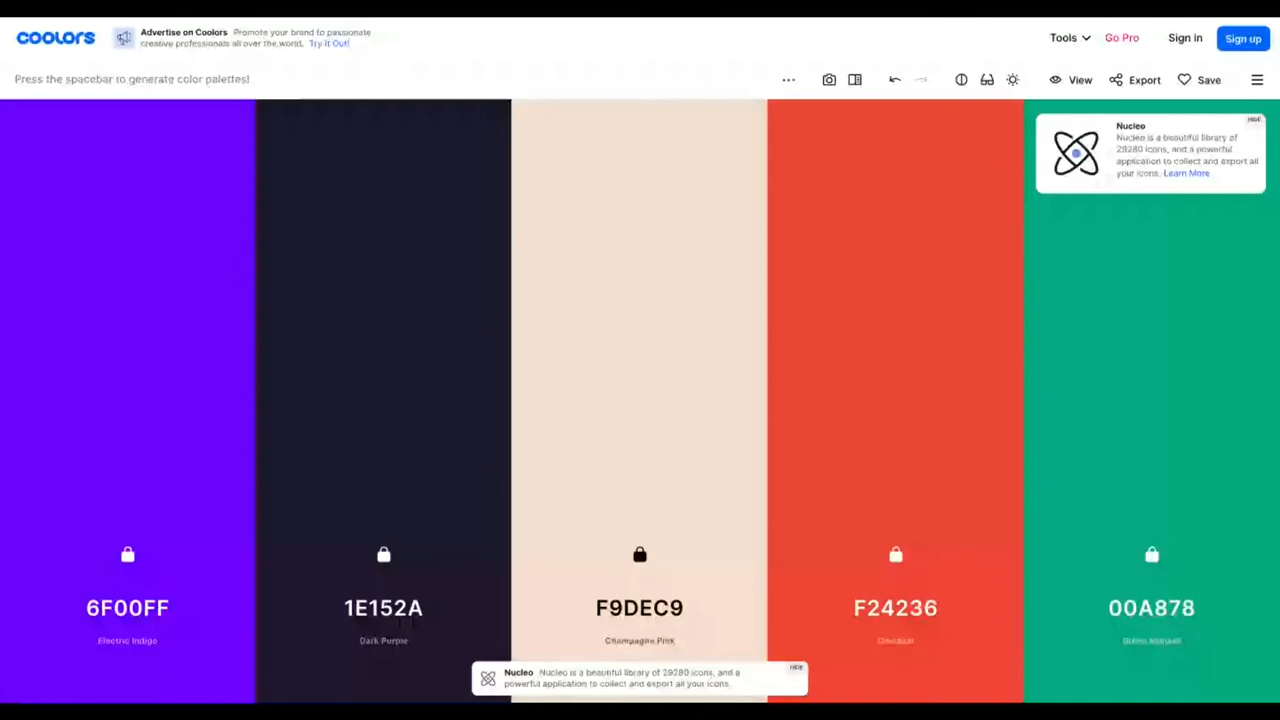 coolors
Advertise on Coolors Promote your brand to passionate
creative professionals all over the world. Try It Out!
Tools
Go Pro
Sign in
Sign up
Press the spacebar to generate color palettes!
View
Export
Save
HIDE
Nucleo
Nucleo is a beautiful library of
29280 icons, and a powerful
application to collect and export all
your icons. Learn More
6F00FF
1E152A
F9DEC9
F24236
00A878
Electric Indigo
Dark Purple
Champagne Pink
Nucleo Nucleo is a beautiful library of 29280 icons, and a
powerful application to collect and export all your icons.
HIDE